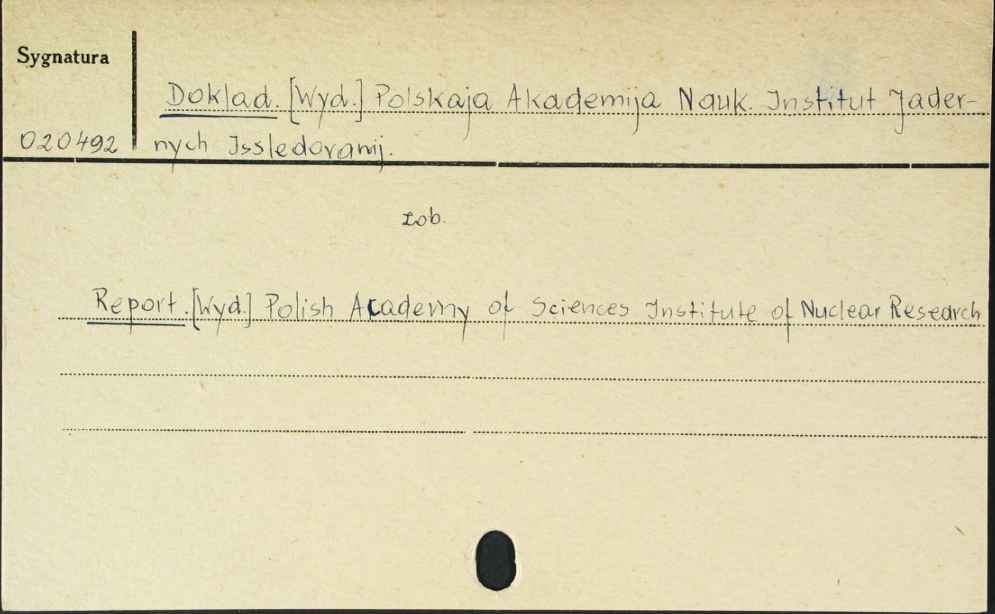 Sygnatura
Doklad. [Wyd.] Polskaja Akademija Nauk. Institut Jader-
020492 nych Issledovanij.
zob.
Report. [Wyd.] Polish Academy of Sciences Institute of Nuclear Research